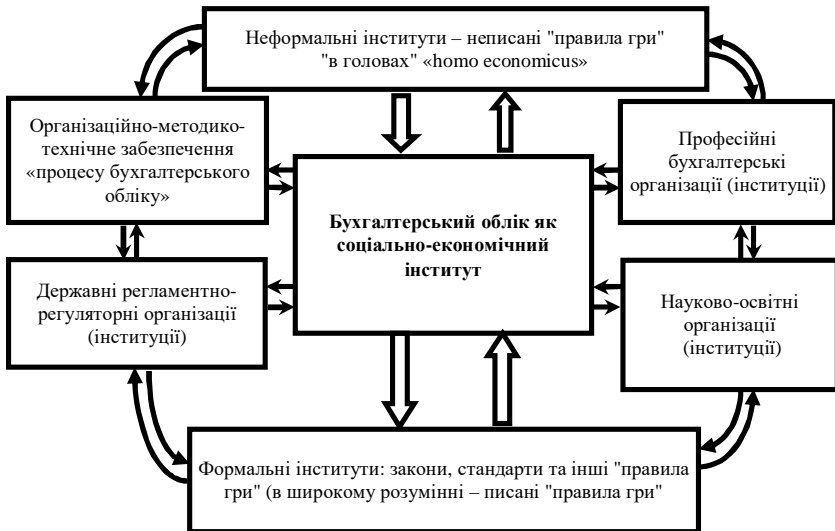 Неформальні інститути – неписані "правила гри"
"в головах" «homo economicus»
Організаційно-методико-
технічне забезпечення
«процесу бухгалтерського
обліку»
Професійні
бухгалтерські
організації (інституції)
Бухгалтерський облік як
соціально-економічний
інститут
Державні регламентно-
регуляторні організації
(інституції)
Науково-освітні
організації
(інституції)
Формальні інститути: закони, стандарти та інші "правила
гри" (в широкому розумінні – писані "правила гри"